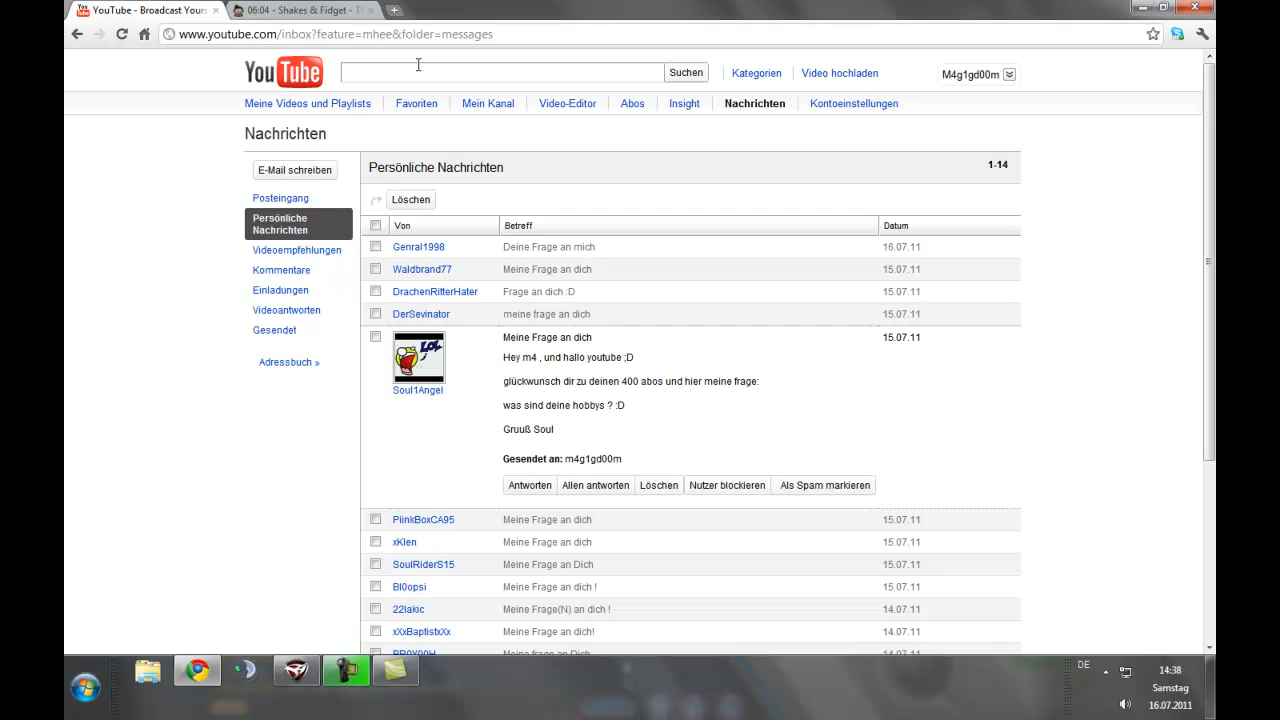 YouTube - Broadcast Yours
06:04 - Shakes & Fidget - T
www.youtube.com/inbox?feature=mhee&folder=messages
YouTube
Suchen
Kategorien
Video hochladen
M4g1gd00m
Meine Videos und Playlists
Favoriten
Mein Kanal
Video-Editor
Abos
Insight
Nachrichten
Kontoeinstellungen
Nachrichten
E-Mail schreiben
Posteingang
Persönliche
Nachrichten
Videoempfehlungen
Kommentare
Einladungen
Videoantworten
Gesendet
Adressbuch »
Persönliche Nachrichten
1-14
Löschen
Von Betreff Datum
Genral1998 Deine Frage an mich 16.07.11
Waldbrand77 Meine Frage an dich 15.07.11
DrachenRitterHater Frage an dich :D 15.07.11
DerSevinator meine frage an dich 15.07.11
Meine Frage an dich 15.07.11
LOL
Soul1Angel
Hey m4 , und hallo youtube ;D
glückwunsch dir zu deinen 400 abos und hier meine frage:
was sind deine hobbys ? :D
Gruuß Soul
Gesendet an: m4g1gd00m
Antworten Allen antworten Löschen Nutzer blockieren Als Spam markieren
PiinkBoxCA95 Meine Frage an dich 15.07.11
xKlen Meine Frage an dich 15.07.11
SoulRiderS15 Meine Frage an Dich 15.07.11
Bl0opsi Meine Frage an dich ! 15.07.11
22lakic Meine Frage(N) an dich ! 14.07.11
xXxBaptistxXx Meine Frage an dich! 14.07.11
Meine Frage an Dich 14.07.11
DE
14:38
Samstag
16.07.2011